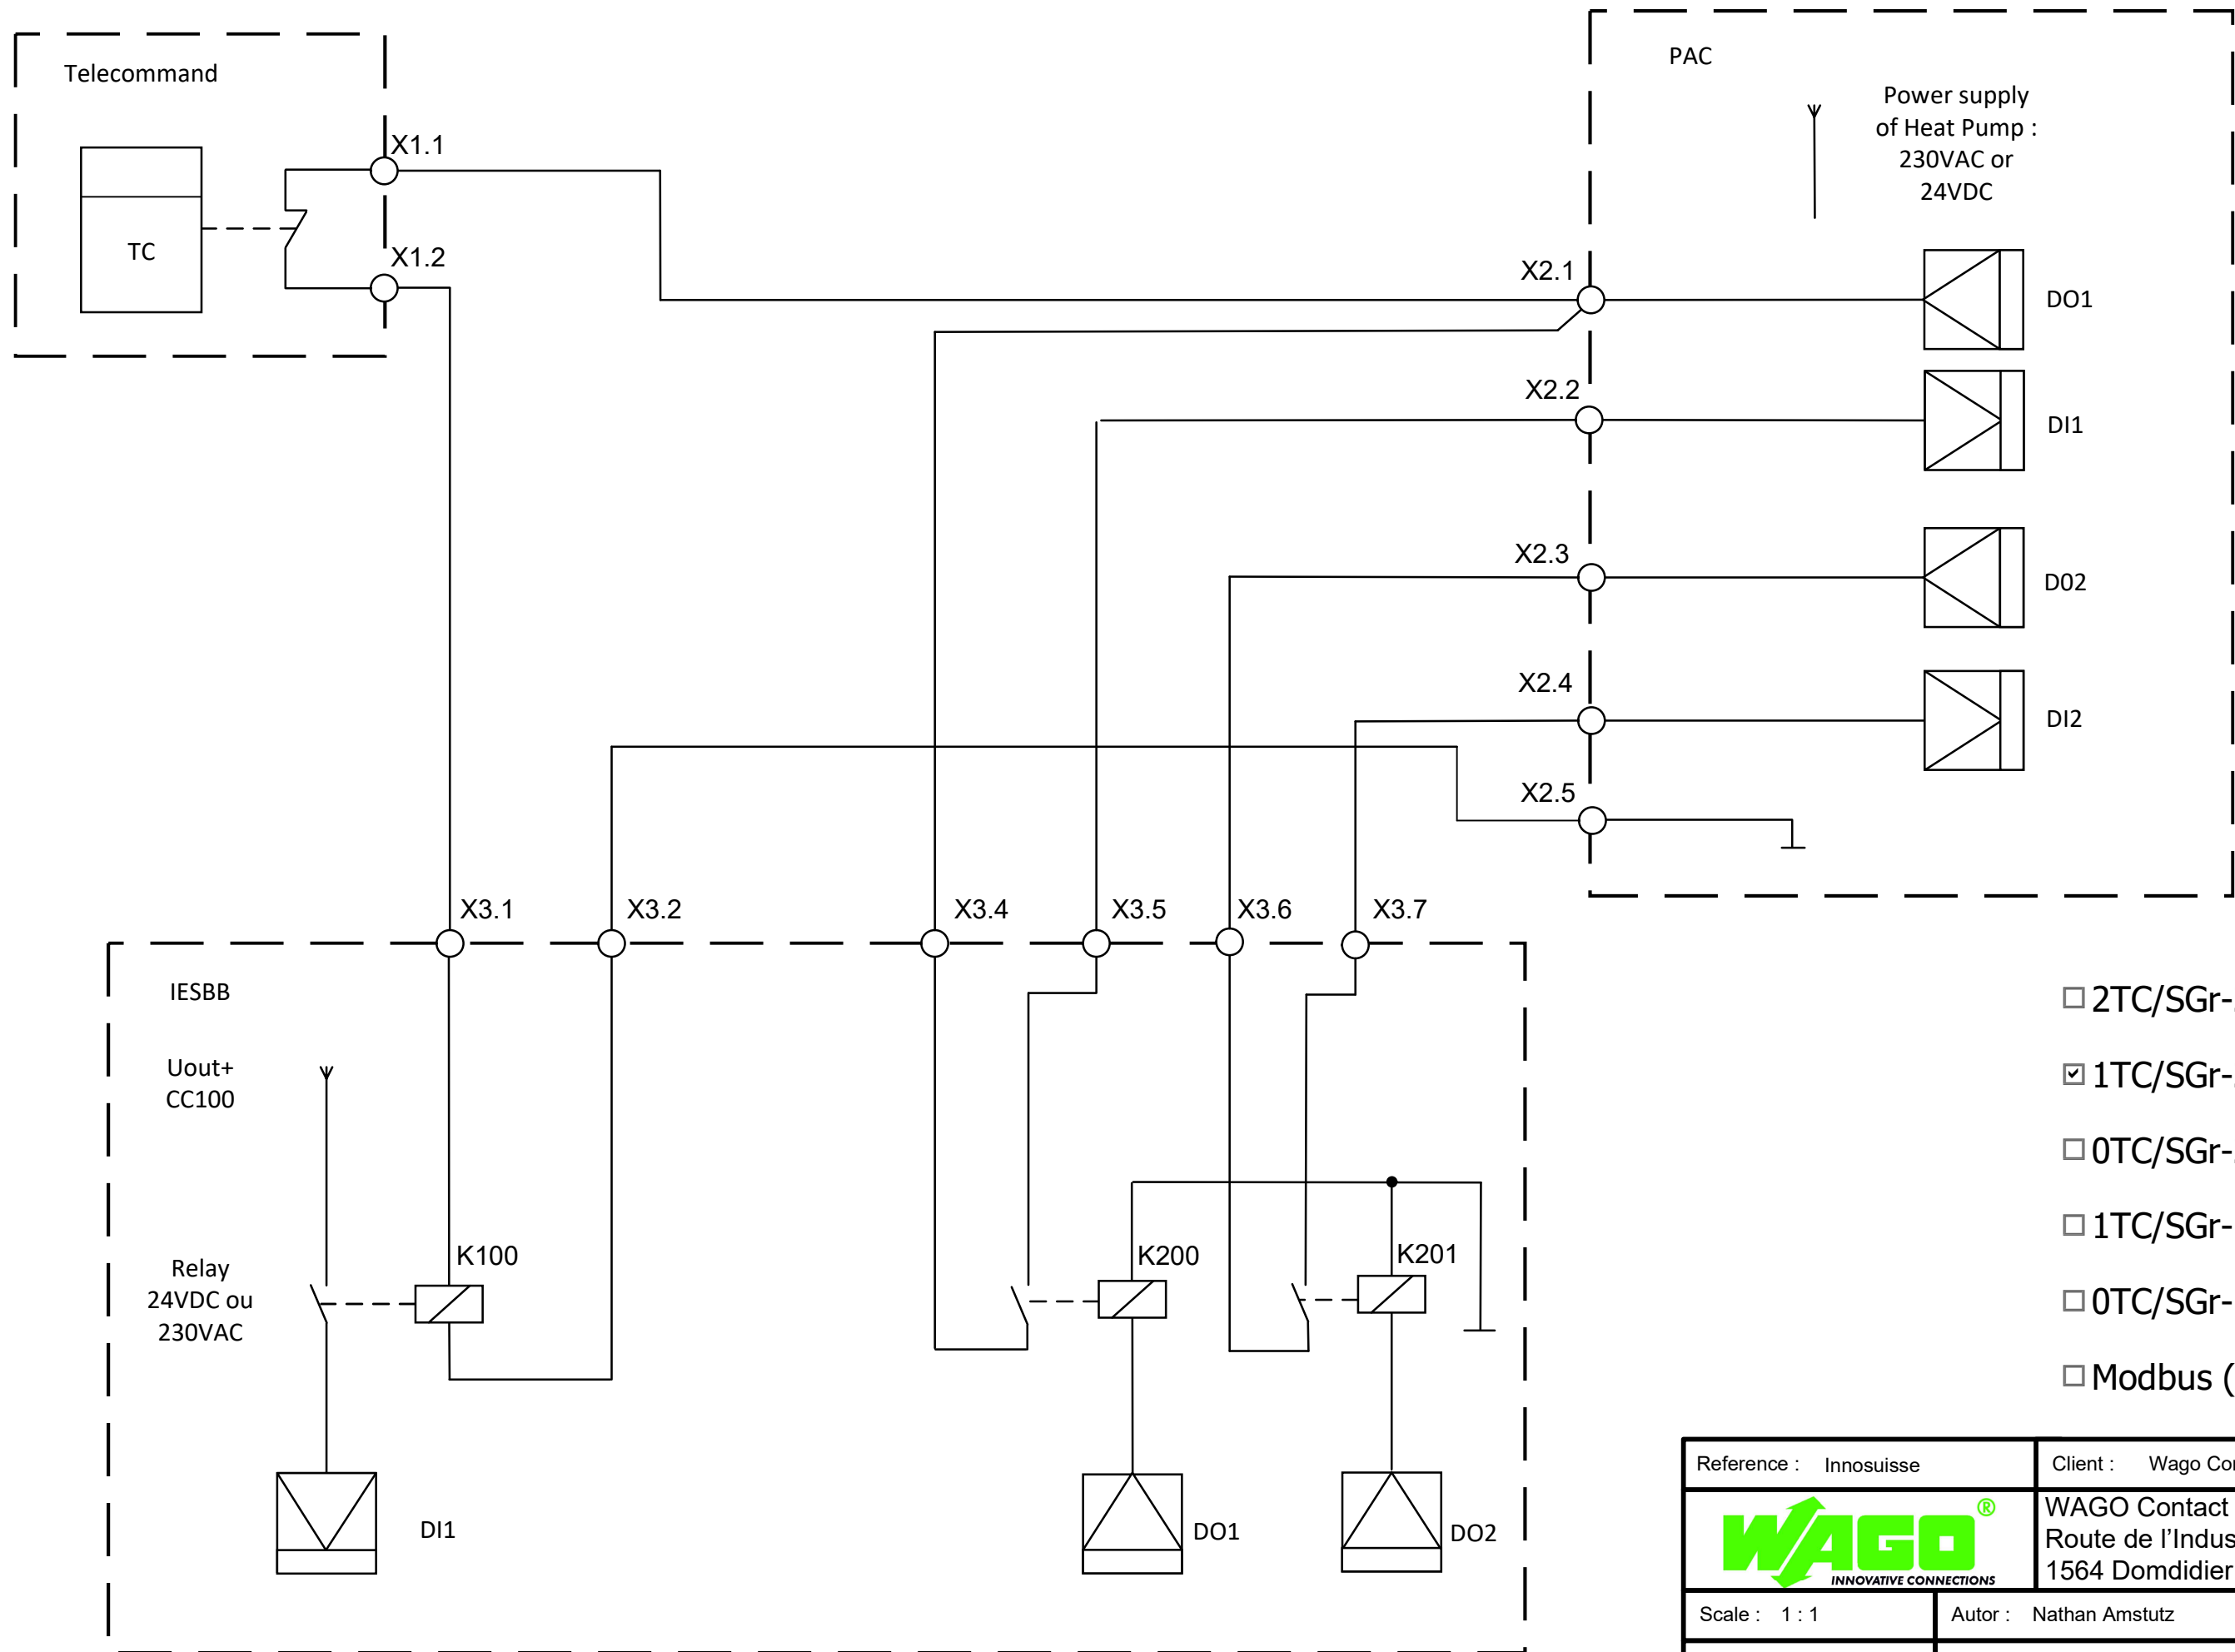 Telecommand
TC
X1.1
X1.2
PAC
Power supply
of Heat Pump :
230VAC or
24VDC
X2.1
DO1
X2.2
DI1
X2.3
D02
X2.4
DI2
X2.5
X3.1
X3.2
X3.4
X3.5
X3.6
X3.7
IESBB
Uout+
CC100
Relay
24VDC ou
230VAC
K100
K200
K201
DI1
DO1
DO2
2TC/SGr-
1TC/SGr-
0TC/SGr-
1TC/SGr-
0TC/SGr-
Modbus (
Reference : Innosuisse
Client : Wago
WAGO ®
INNOVATIVE CONNECTIONS
WAGO Contact
Route de l’Indus
1564 Domdidier
Scale : 1 : 1
Autor : Nathan Amstutz